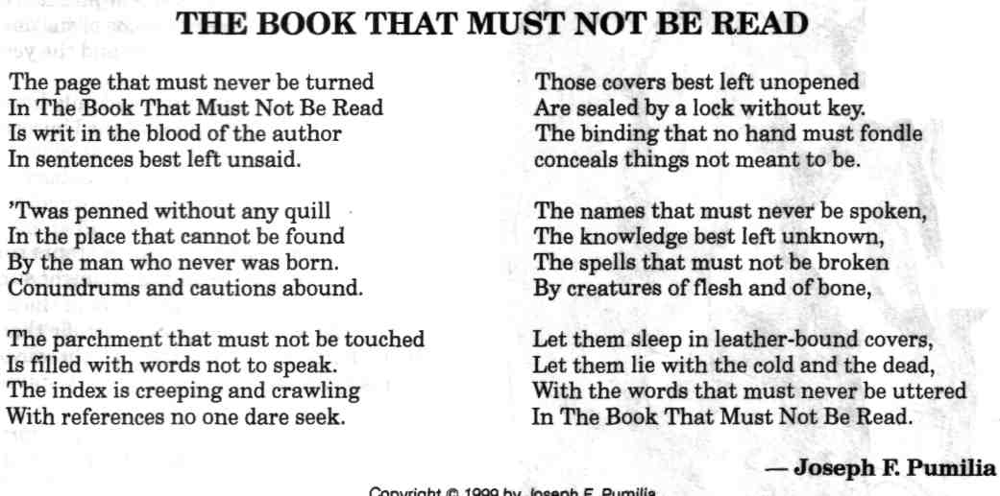 THE BOOK THAT MUST NOT BE READ
The page that must never be turned
In The Book That Must Not Be Read
Is writ in the blood of the author
In sentences best left unsaid.
'Twas penned without any quill
In the place that cannot be found
By the man who never was born.
Conundrums and cautions abound.
The parchment that must not be touched
Is filled with words not to speak.
The index is creeping and crawling
With references no one dare seek.
Those covers best left unopened
Are sealed by a lock without key.
The binding that no hand must fondle
conceals things not meant to be.
The names that must never be spoken,
The knowledge best left unknown,
The spells that must not be broken
By creatures of flesh and of bone,
Let them sleep in leather-bound covers,
Let them lie with the cold and the dead,
With the words that must never be uttered
In The Book That Must Not Be Read.
— Joseph F. Pumilia
Copyright © 1999 by Joseph F. Pumilia